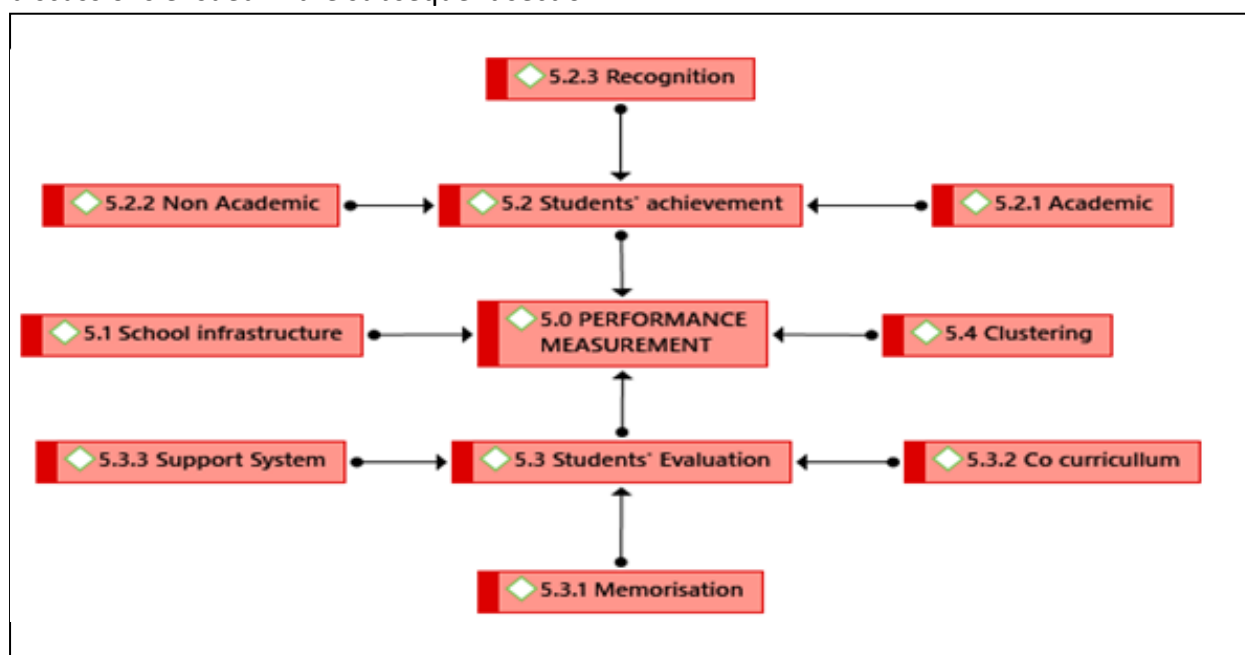 5.2.3 Recognition
5.2.2 Non Academic
5.2 Students' achievement
5.2.1 Academic
5.1 School infrastructure
5.0 PERFORMANCE
MEASUREMENT
5.4 Clustering
5.3.3 Support System
5.3 Students' Evaluation
5.3.2 Co curricullum
5.3.1 Memorisation